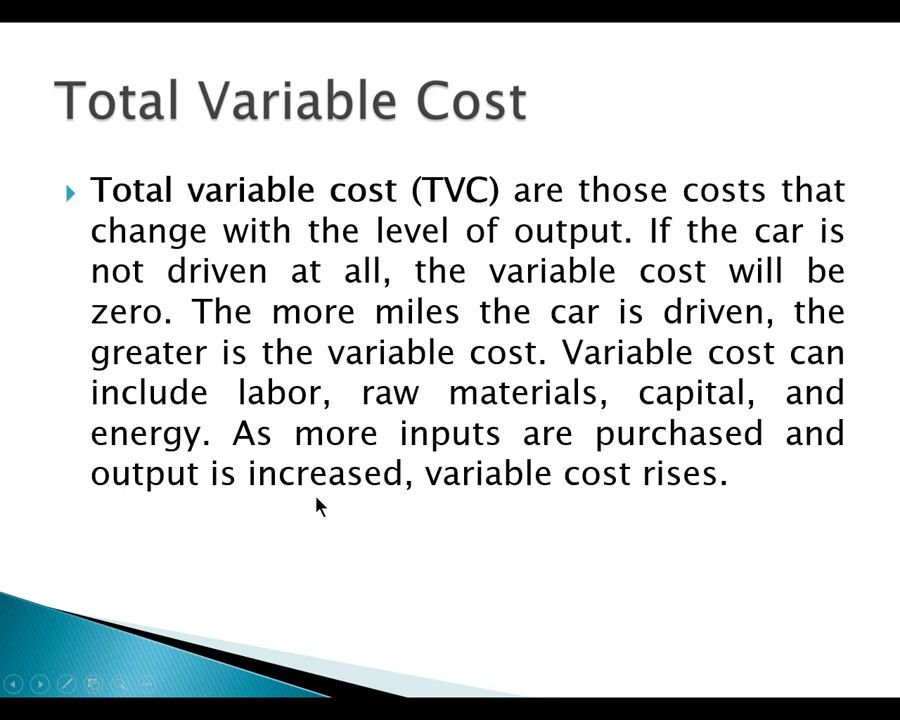 Total Variable Cost
Total variable cost (TVC) are those costs that
change with the level of output. If the car is
not driven at all, the variable cost will be
zero. The more miles the car is driven, the
greater is the variable cost. Variable cost can
include labor, raw materials, capital, and
energy. As more inputs are purchased and
output is increased, variable cost rises.